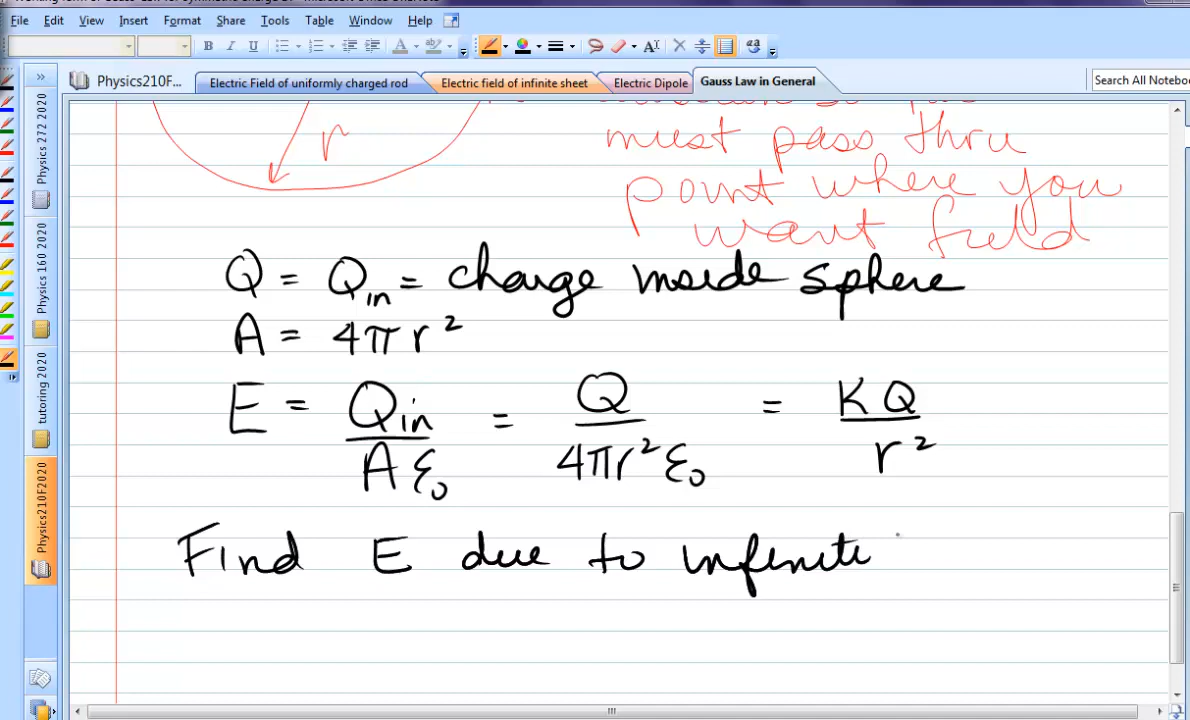 File Edit View Insert Format Share Tools Table Window Help
Physics210F... Electric Field of uniformly charged rod Electric field of infinite sheet Electric Dipole Gauss Law in General Search All Notebo
Physics 272 2020
Physics 160 2020
tutoring 2020
Physics210F2020
r
must pass thru
point where you
want field
Q = Qin = charge inside sphere
A = 4πr²
E = Qin/Aε₀ = Q/4πr²ε₀ = KQ/r²
Find E due to infinite